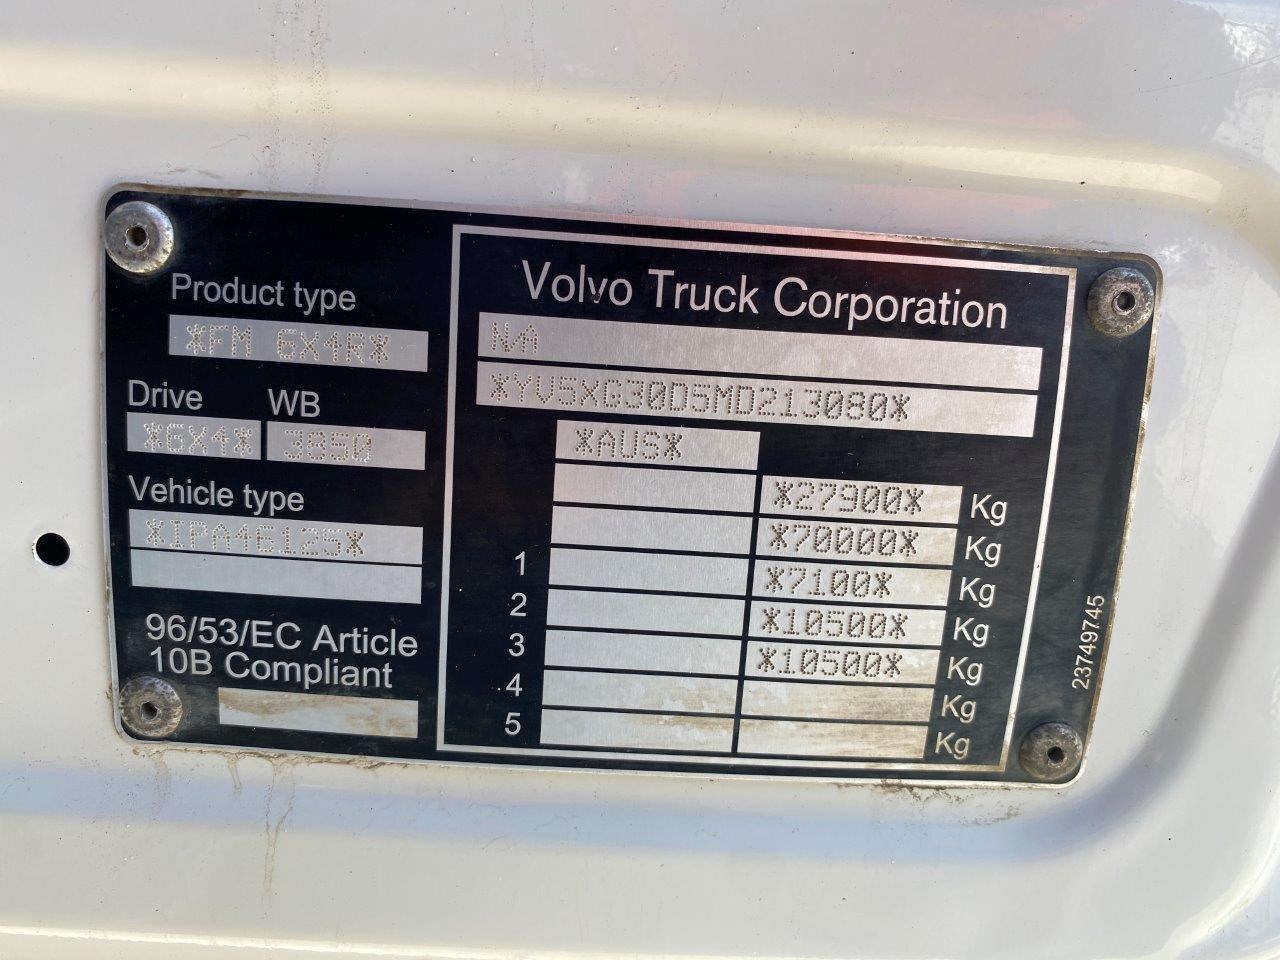 Product type
*FM 6X4R*
Drive WB
*6X4* 3850
Vehicle type
*IPA46125*
96/53/EC Article
10B Compliant
Volvo Truck Corporation
NA
*YV5XG30D5MD213080*
*AUS*
*27900* Kg
*70000* Kg
1 *7100* Kg
2 *10500* Kg
3 *10500* Kg
4 Kg
5 Kg
23749745